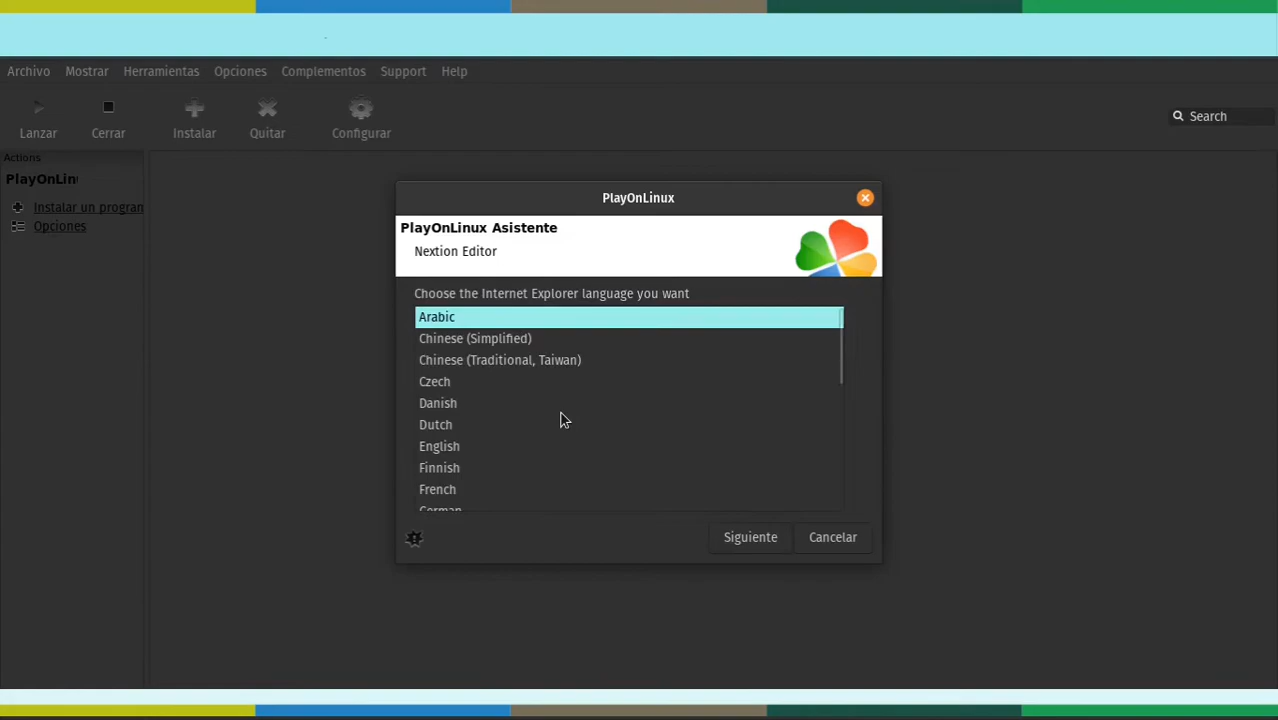 Archivo Mostrar Herramientas Opciones Complementos Support Help
Lanzar Cerrar Instalar Quitar Configurar Search
Actions
PlayOnLin
Instalar un progran
Opciones
PlayOnLinux
PlayOnLinux Asistente
Nextion Editor
Choose the Internet Explorer language you want
Arabic
Chinese (Simplified)
Chinese (Traditional, Taiwan)
Czech
Danish
Dutch
English
Finnish
French
German
Siguiente Cancelar